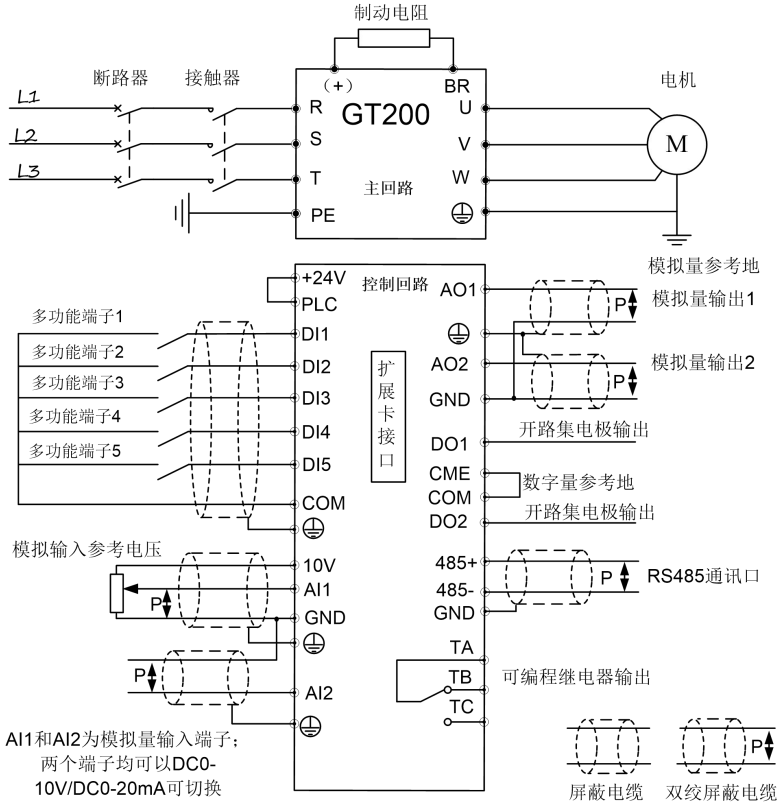 制动电阻
断路器 接触器 (+) BR 电机
L1 R GT200 U
L2 S V M
L3 T 主回路 W
PE
+24V 控制回路 AO1 模拟量参考地
PLC P 模拟量输出1
多功能端子1 DI1
多功能端子2 DI2 AO2 P 模拟量输出2
多功能端子3 DI3 扩展卡接口 GND
多功能端子4 DI4 DO1 开路集电极输出
多功能端子5 DI5 CME 数字量参考地
COM COM
DO2 开路集电极输出
模拟输入参考电压 10V 485+
P AI1 485- P RS485通讯口
GND GND
TA
P AI2 TB 可编程继电器输出
TC
AI1和AI2为模拟量输入端子;
两个端子均可以DC0-
10V/DC0-20mA可切换
P
屏蔽电缆 双绞屏蔽电缆